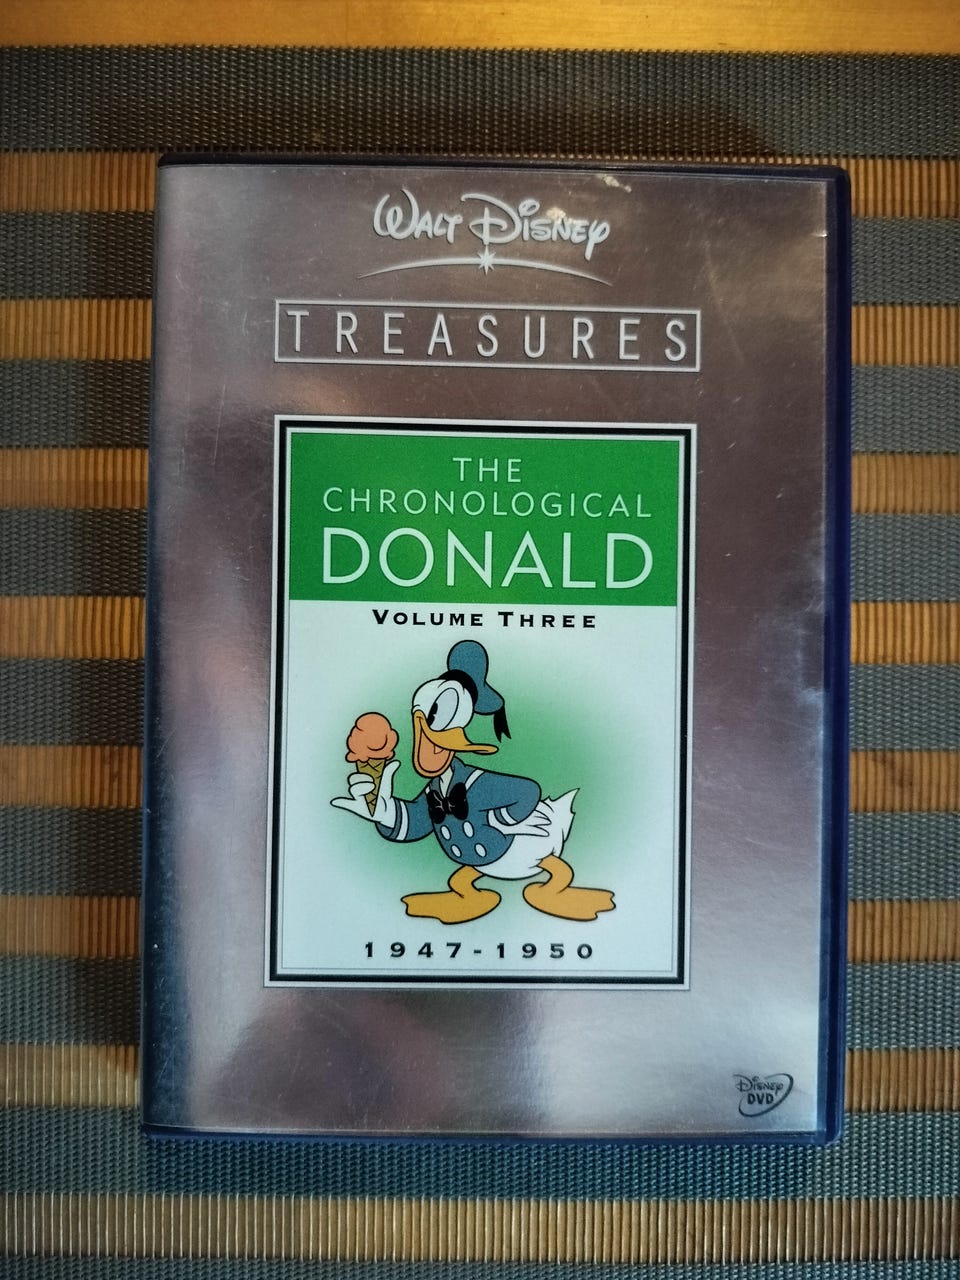 WALT DISNEY
TREASURES
THE
CHRONOLOGICAL
DONALD
VOLUME THREE
1947-1950
DISNEY
DVD